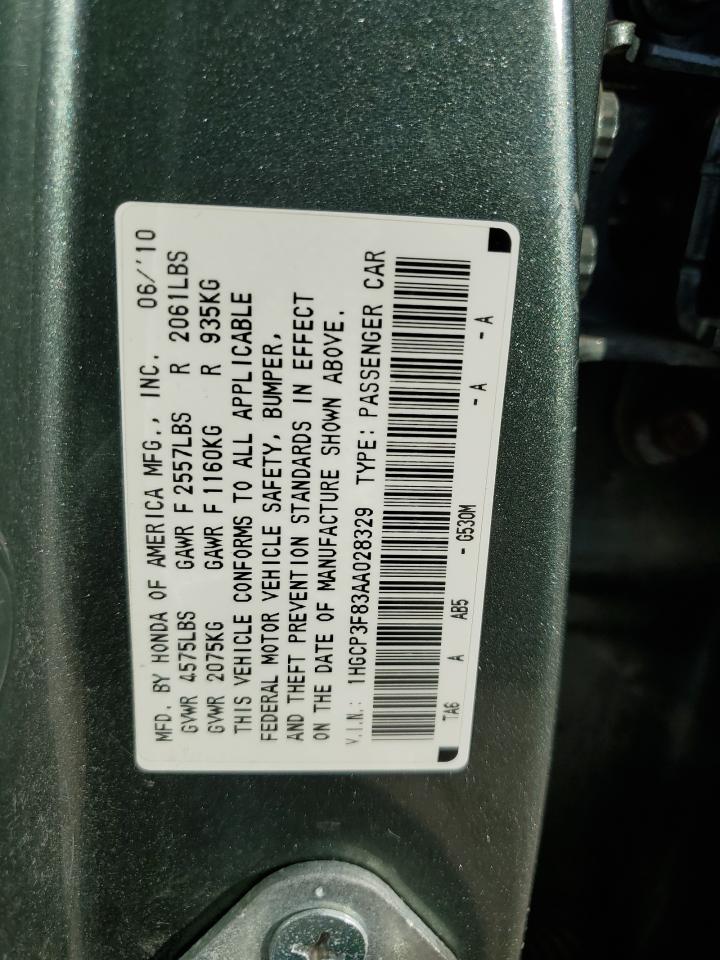 MFD. BY HONDA OF AMERICA MFG., INC. 06/'10
GVWR 4575LBS GAWR F 2557LBS R 2061LBS
GVWR 2075KG GAWR F 1160KG R 935KG
THIS VEHICLE CONFORMS TO ALL APPLICABLE
FEDERAL MOTOR VEHICLE SAFETY, BUMPER,
AND THEFT PREVENTION STANDARDS IN EFFECT
ON THE DATE OF MANUFACTURE SHOWN ABOVE.
V.I.N.: 1HGCP3F83AA028329 TYPE: PASSENGER CAR
TA6 A AB5 - G530M - A - A